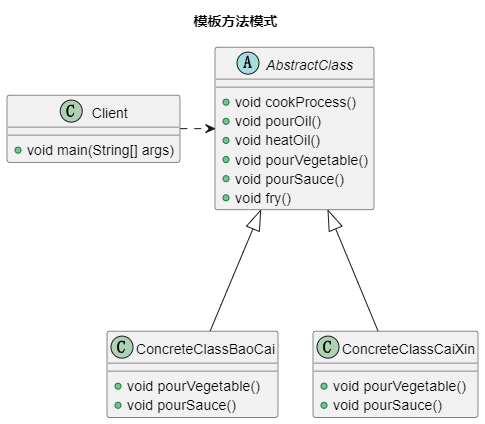 模板方法模式
A AbstractClass
void cookProcess()
void pourOil()
void heatOil()
void pourVegetable()
void pourSauce()
void fry()
C Client
void main(String[] args)
C ConcreteClassBaoCai
void pourVegetable()
void pourSauce()
C ConcreteClassCaiXin
void pourVegetable()
void pourSauce()